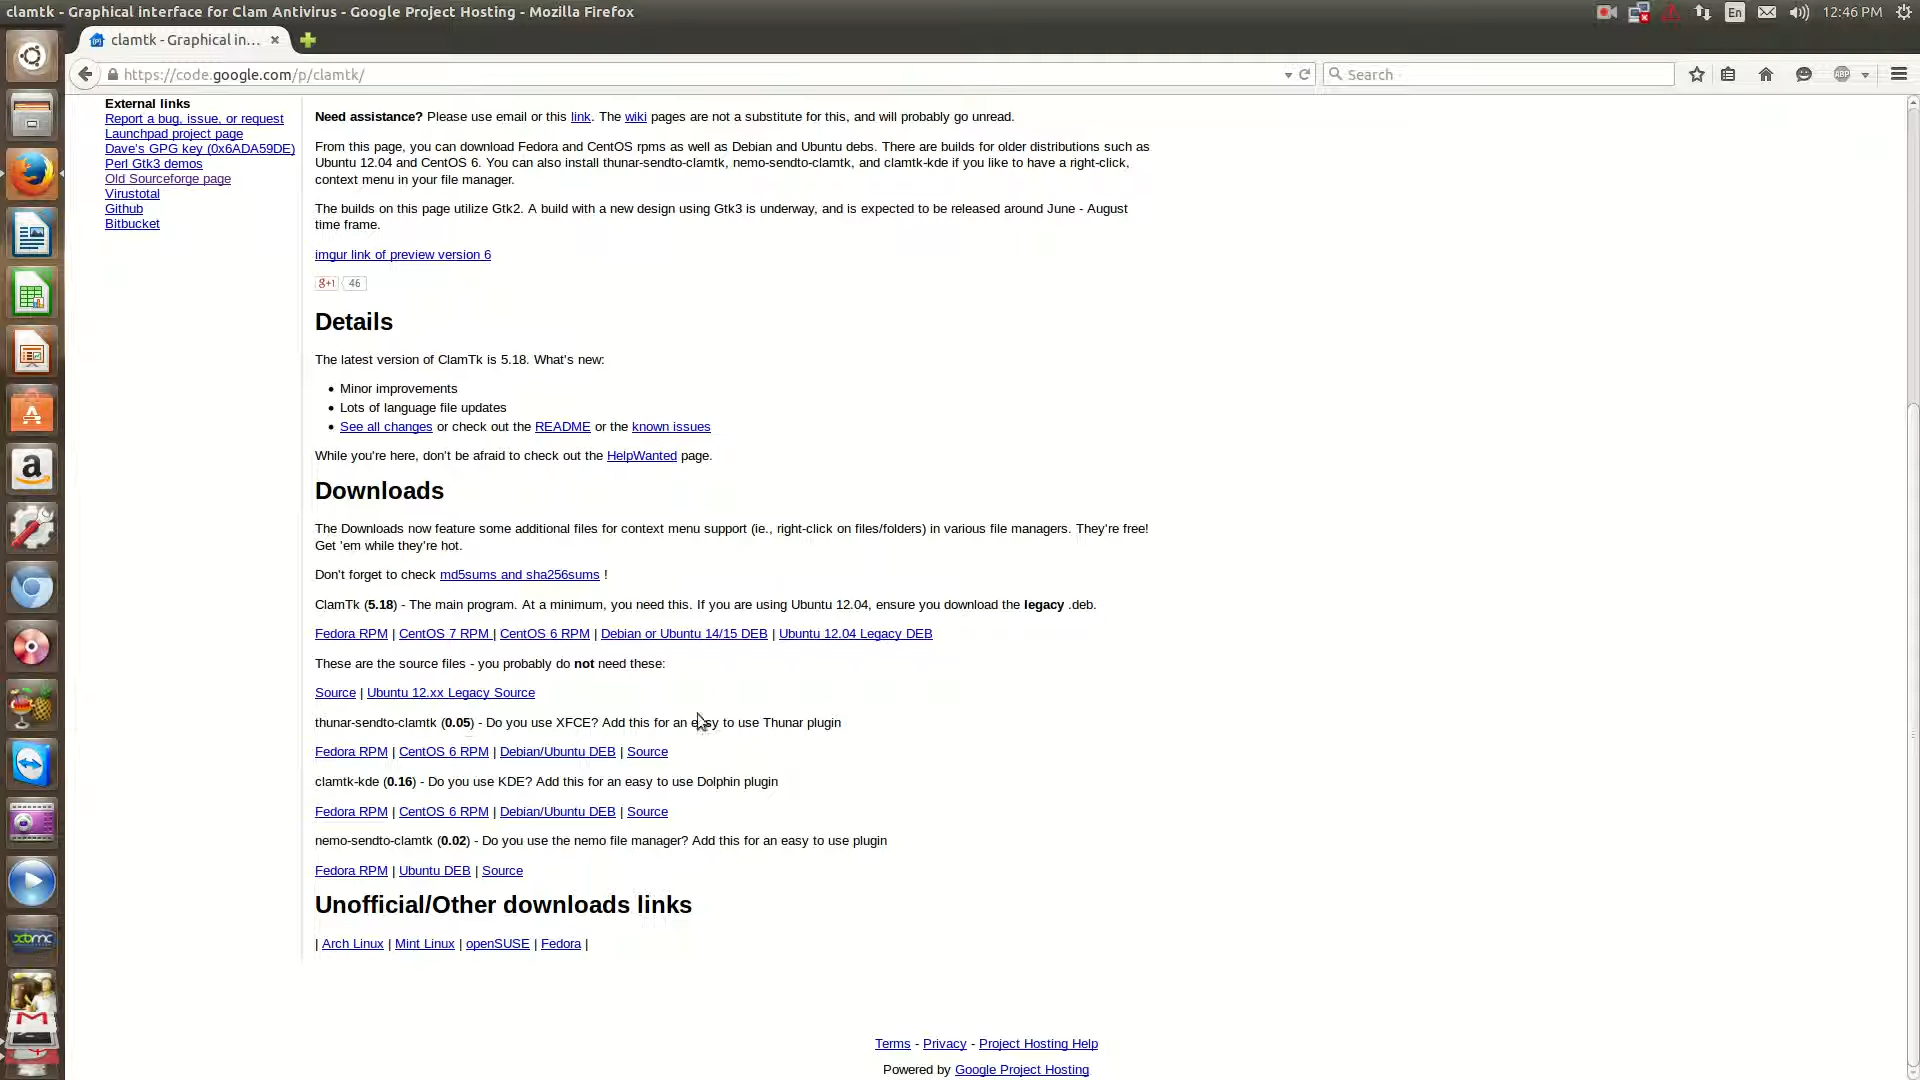 clamtk - Graphical interface for Clam Antivirus - Google Project Hosting - Mozilla Firefox
En
12:46 PM
clamtk - Graphical in...
https://code.google.com/p/clamtk/
Search
ABP
External links
Report a bug, issue, or request
Launchpad project page
Dave's GPG key (0x6ADA59DE)
Perl Gtk3 demos
Old Sourceforge page
Virustotal
Github
Bitbucket
Need assistance? Please use email or this link. The wiki pages are not a substitute for this, and will probably go unread.
From this page, you can download Fedora and CentOS rpms as well as Debian and Ubuntu debs. There are builds for older distributions such as
Ubuntu 12.04 and CentOS 6. You can also install thunar-sendto-clamtk, nemo-sendto-clamtk, and clamtk-kde if you like to have a right-click,
context menu in your file manager.
The builds on this page utilize Gtk2. A build with a new design using Gtk3 is underway, and is expected to be released around June - August
time frame.
imgur link of preview version 6
g+1 46
Details
The latest version of ClamTk is 5.18. What's new:
• Minor improvements
• Lots of language file updates
• See all changes or check out the README or the known issues
While you're here, don't be afraid to check out the HelpWanted page.
Downloads
The Downloads now feature some additional files for context menu support (ie., right-click on files/folders) in various file managers. They're free!
Get 'em while they're hot.
Don't forget to check md5sums and sha256sums !
ClamTk (5.18) - The main program. At a minimum, you need this. If you are using Ubuntu 12.04, ensure you download the legacy .deb.
Fedora RPM | CentOS 7 RPM | CentOS 6 RPM | Debian or Ubuntu 14/15 DEB | Ubuntu 12.04 Legacy DEB
These are the source files - you probably do not need these:
Source | Ubuntu 12.xx Legacy Source
thunar-sendto-clamtk (0.05) - Do you use XFCE? Add this for an easy to use Thunar plugin
Fedora RPM | CentOS 6 RPM | Debian/Ubuntu DEB | Source
clamtk-kde (0.16) - Do you use KDE? Add this for an easy to use Dolphin plugin
Fedora RPM | CentOS 6 RPM | Debian/Ubuntu DEB | Source
nemo-sendto-clamtk (0.02) - Do you use the nemo file manager? Add this for an easy to use plugin
Fedora RPM | Ubuntu DEB | Source
Unofficial/Other downloads links
| Arch Linux | Mint Linux | openSUSE | Fedora |
Terms - Privacy - Project Hosting Help
Powered by Google Project Hosting
a
xbmc